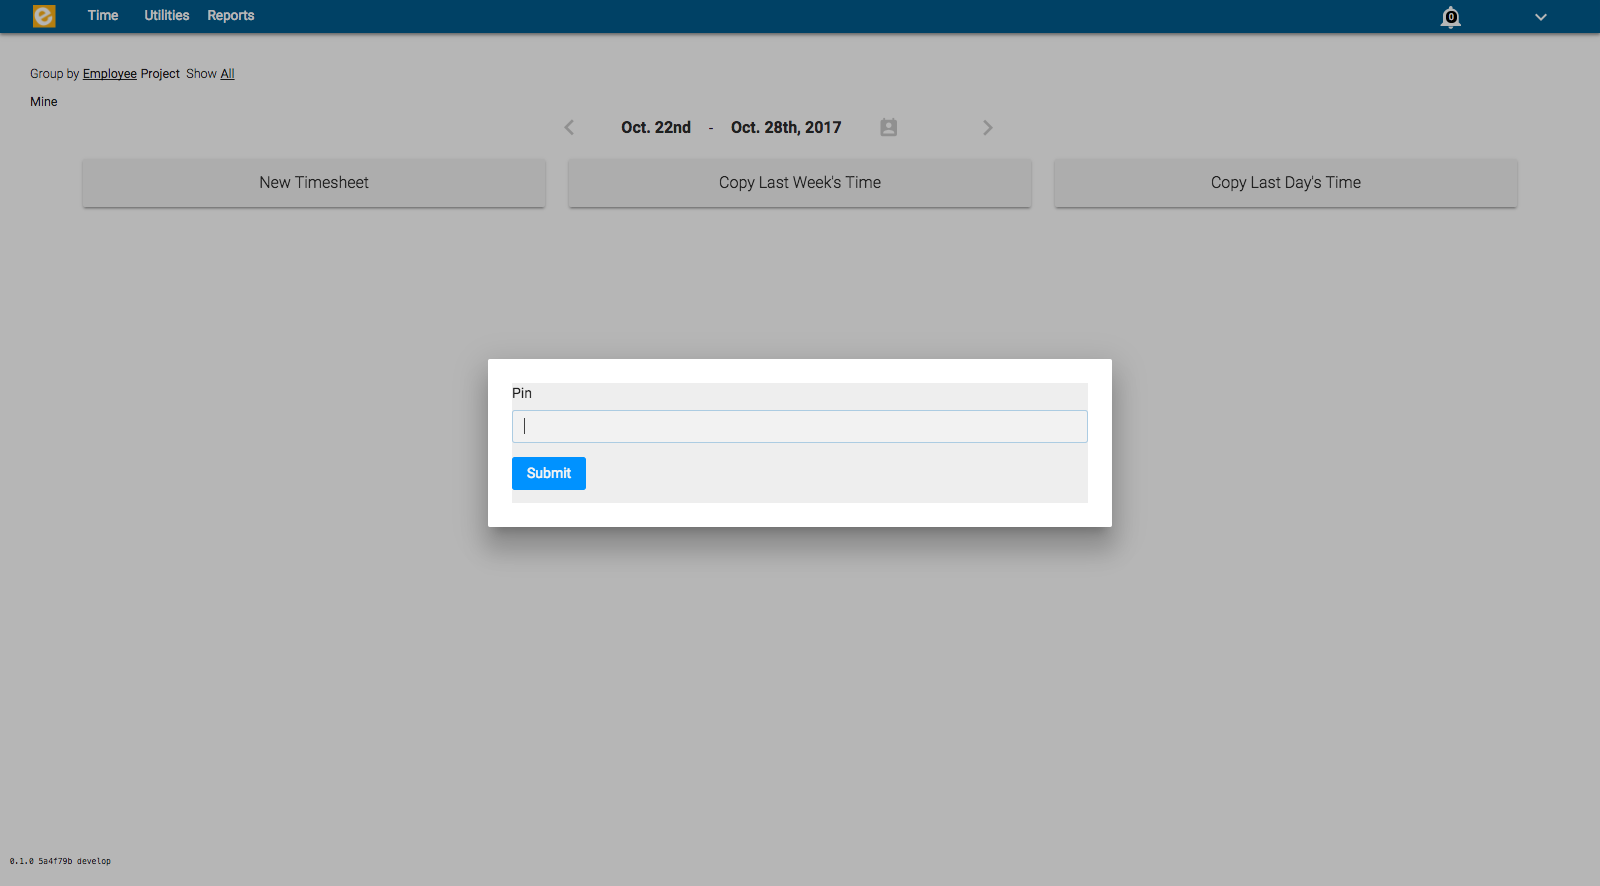 Time Utilities Reports 0
Group by Employee Project Show All
Mine
Oct. 22nd - Oct. 28th, 2017
New Timesheet Copy Last Week's Time Copy Last Day's Time
Pin
Submit
0.1.0 5a4f79b develop